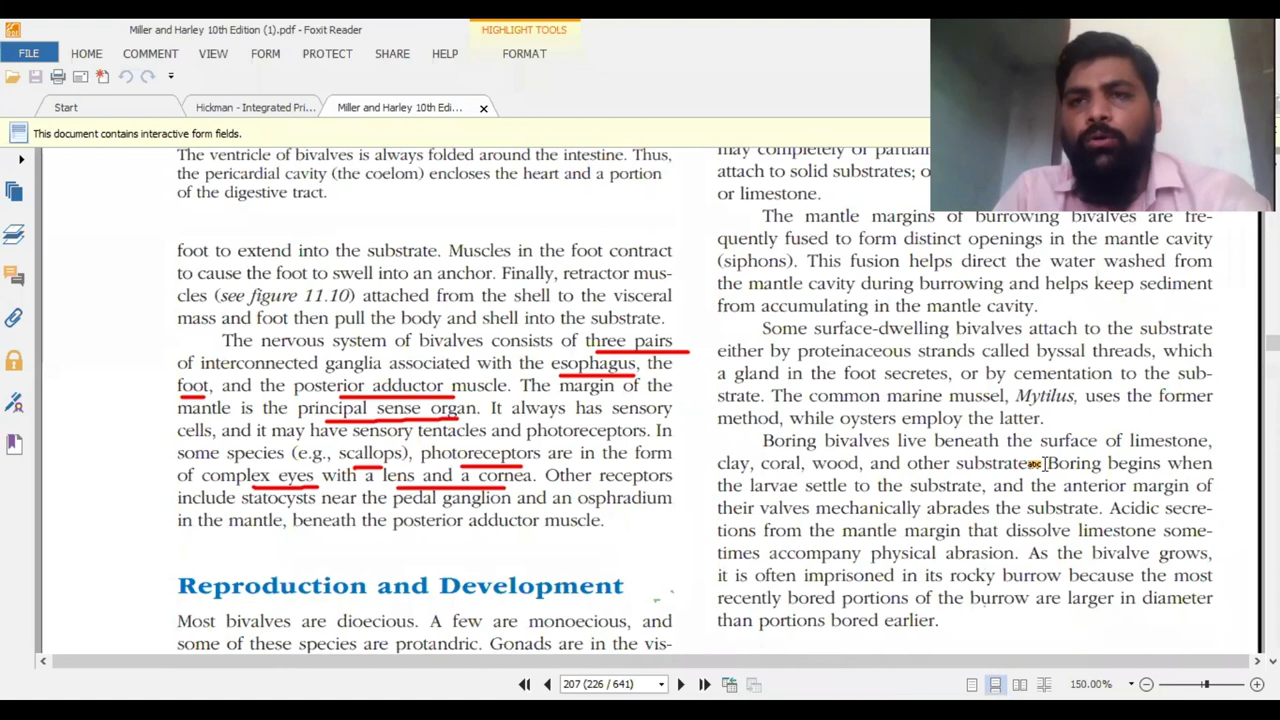 Miller and Harley 10th Edition (1).pdf - Foxit Reader
HIGHLIGHT TOOLS
FILE
HOME
COMMENT
VIEW
FORM
PROTECT
SHARE
HELP
FORMAT
Start
Hickman - Integrated Pri...
Miller and Harley 10th Edi...
This document contains interactive form fields.
The ventricle of bivalves is always folded around the intestine. Thus,
the pericardial cavity (the coelom) encloses the heart and a portion
of the digestive tract.
foot to extend into the substrate. Muscles in the foot contract
to cause the foot to swell into an anchor. Finally, retractor mus-
cles (see figure 11.10) attached from the shell to the visceral
mass and foot then pull the body and shell into the substrate.
The nervous system of bivalves consists of three pairs
of interconnected ganglia associated with the esophagus, the
foot, and the posterior adductor muscle. The margin of the
mantle is the principal sense organ. It always has sensory
cells, and it may have sensory tentacles and photoreceptors. In
some species (e.g., scallops), photoreceptors are in the form
of complex eyes with a lens and a cornea. Other receptors
include statocysts near the pedal ganglion and an osphradium
in the mantle, beneath the posterior adductor muscle.
Reproduction and Development
Most bivalves are dioecious. A few are monoecious, and
some of these species are protandric. Gonads are in the vis-
may completely or partial
attach to solid substrates; o
or limestone.
The mantle margins of burrowing bivalves are fre-
quently fused to form distinct openings in the mantle cavity
(siphons). This fusion helps direct the water washed from
the mantle cavity during burrowing and helps keep sediment
from accumulating in the mantle cavity.
Some surface-dwelling bivalves attach to the substrate
either by proteinaceous strands called byssal threads, which
a gland in the foot secretes, or by cementation to the sub-
strate. The common marine mussel, Mytilus, uses the former
method, while oysters employ the latter.
Boring bivalves live beneath the surface of limestone,
clay, coral, wood, and other substrate Boring begins when
the larvae settle to the substrate, and the anterior margin of
their valves mechanically abrades the substrate. Acidic secre-
tions from the mantle margin that dissolve limestone some-
times accompany physical abrasion. As the bivalve grows,
it is often imprisoned in its rocky burrow because the most
recently bored portions of the burrow are larger in diameter
than portions bored earlier.
207 (226 / 641)
150.00%